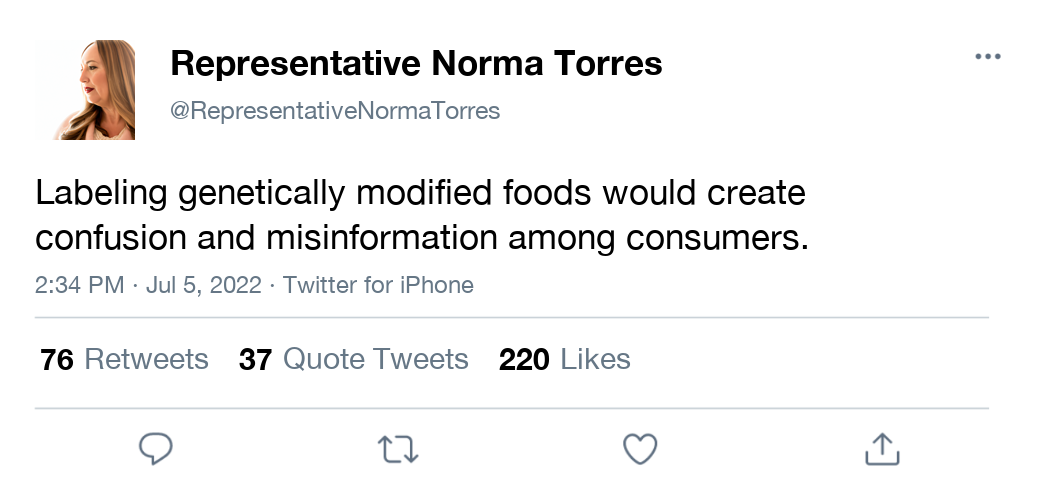 Representative Norma Torres
@RepresentativeNormaTorres
Labeling genetically modified foods would create
confusion and misinformation among consumers.
2:34 PM · Jul 5, 2022 · Twitter for iPhone
76 Retweets 37 Quote Tweets 220 Likes